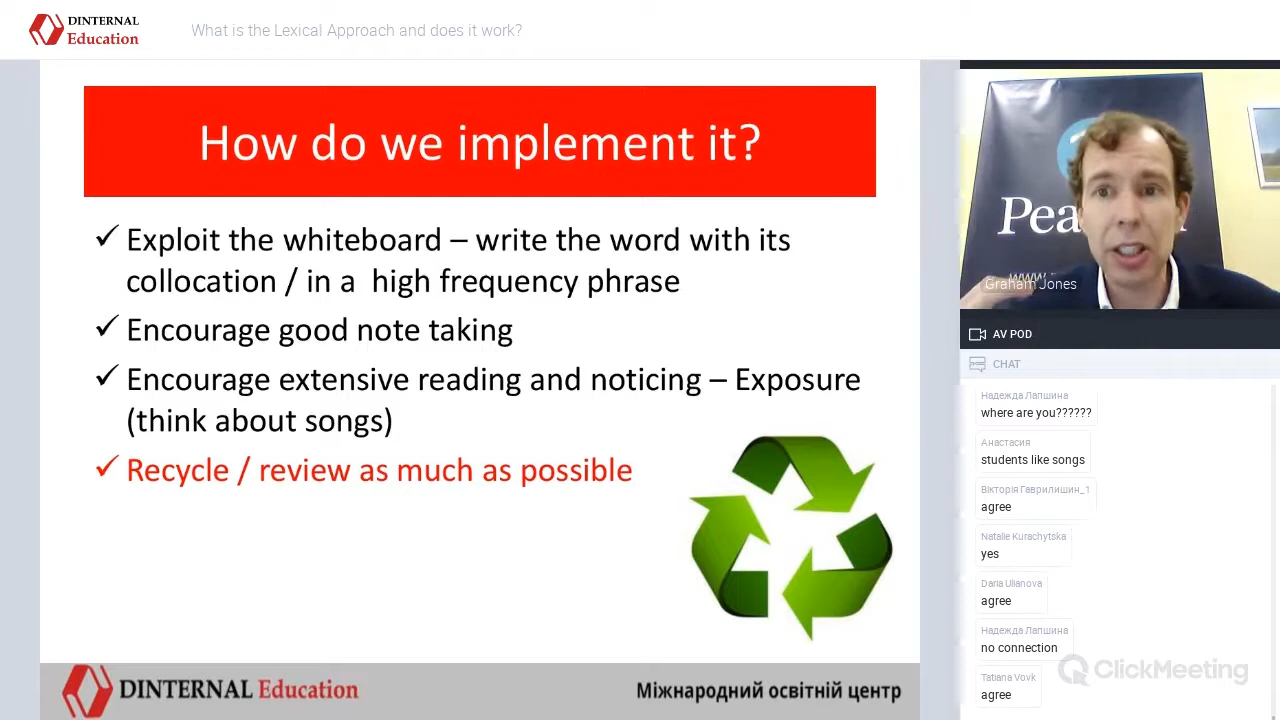 DINTERNAL
Education
What is the Lexical Approach and does it work?
How do we implement it?
✓ Exploit the whiteboard – write the word with its
collocation / in a high frequency phrase
✓ Encourage good note taking
✓ Encourage extensive reading and noticing – Exposure
(think about songs)
✓ Recycle / review as much as possible
DINTERNAL Education
Міжнародний освітній центр
Pea
www.
Graham Jones
AV POD
CHAT
Надежда Лапшина
where are you??????
Анастасия
students like songs
Вікторія Гаврилишин_1
agree
Natalie Kurachytska
yes
Daria Ulianova
agree
Надежда Лапшина
no connection
Tatiana Vovk
agree
ClickMeeting